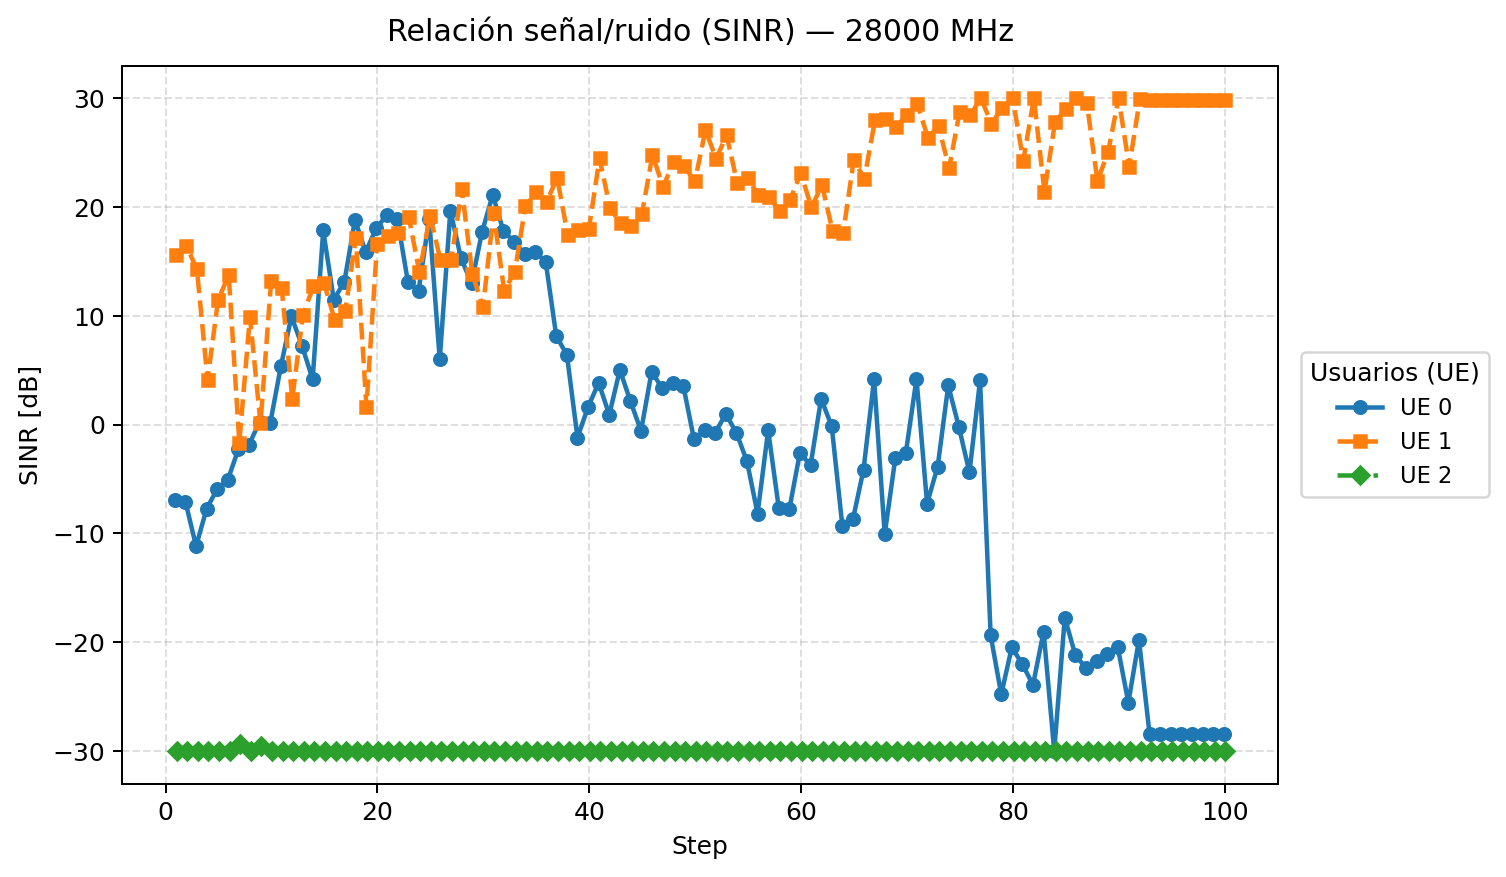 Relación señal/ruido (SINR) — 28000 MHz
SINR [dB]
30
20
10
0
−10
−20
−30
0 20 40 60 80 100
Step
Usuarios (UE)
UE 0
UE 1
UE 2